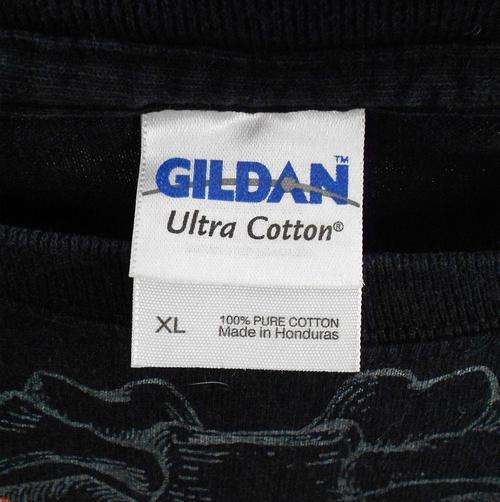 GILDAN™
Ultra Cotton®
XL
100% PURE COTTON
Made in Honduras